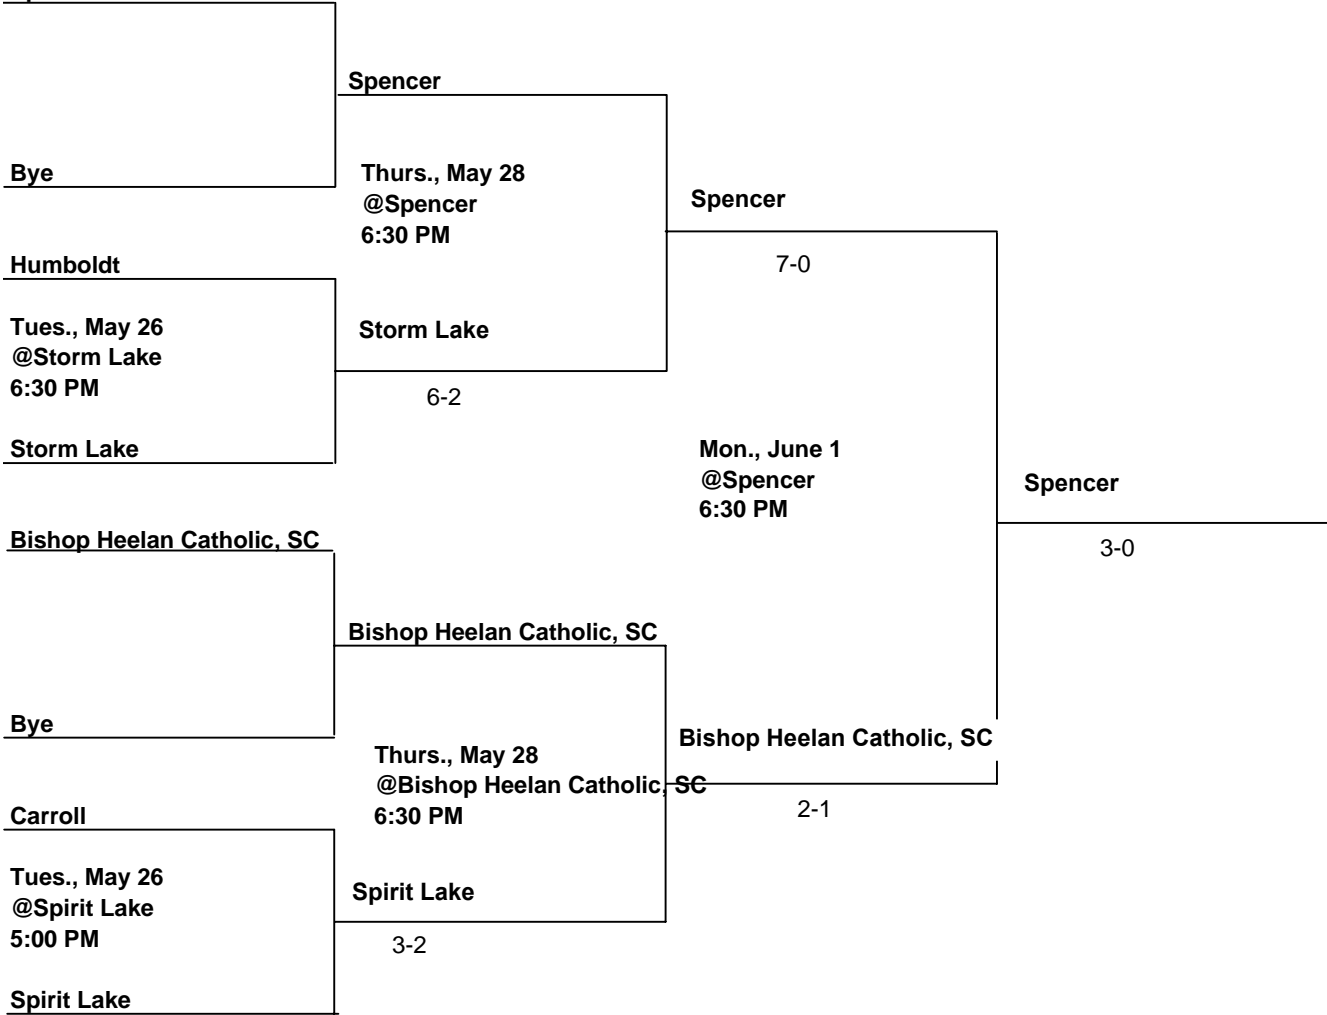 Spencer
Bye
Thurs., May 28
@Spencer
6:30 PM
Spencer
7-0
Humboldt
Tues., May 26
@Storm Lake
6:30 PM
Storm Lake
6-2
Storm Lake
Mon., June 1
@Spencer
6:30 PM
Spencer
3-0
Bishop Heelan Catholic, SC
Bishop Heelan Catholic, SC
Bye
Thurs., May 28
@Bishop Heelan Catholic, SC
6:30 PM
Bishop Heelan Catholic, SC
2-1
Carroll
Tues., May 26
@Spirit Lake
5:00 PM
Spirit Lake
3-2
Spirit Lake